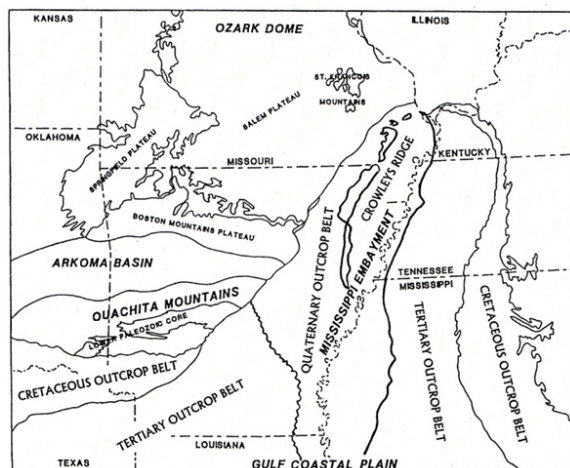 KANSAS
OZARK DOME
ILLINOIS
ST. FRANCOIS
MOUNTAINS
SALEM PLATEAU
OKLAHOMA
SPRINGFIELD PLATEAU
MISSOURI
KENTUCKY
CROWLEYS RIDGE
BOSTON MOUNTAINS PLATEAU
ARKOMA BASIN
QUATERNARY OUTCROP BELT
MISSISSIPPI EMBAYMENT
TENNESSEE
MISSISSIPPI
OUACHITA MOUNTAINS
LOWER PALEOZOIC CORE
CRETACEOUS OUTCROP BELT
TERTIARY OUTCROP BELT
TERTIARY OUTCROP BELT
CRETACEOUS OUTCROP BELT
LOUISIANA
TEXAS
GULF COASTAL PLAIN